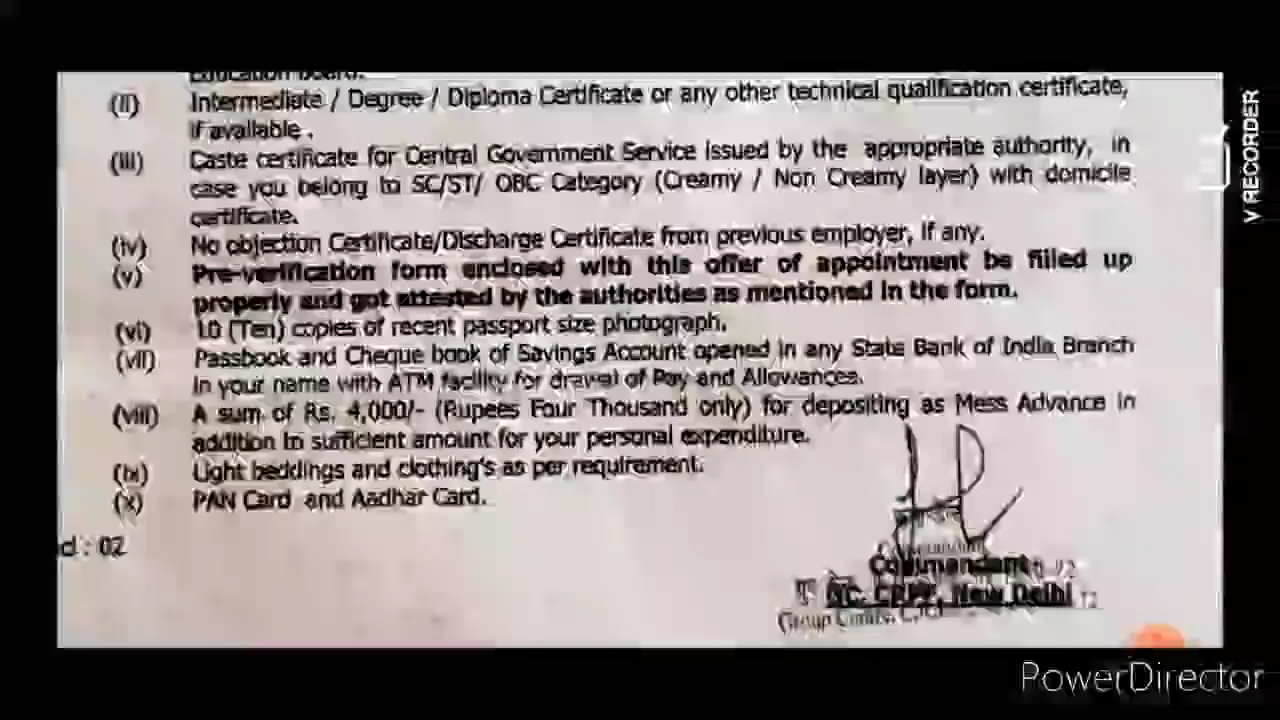 Education Board.
(ii) Intermediate / Degree / Diploma Certificate or any other technical qualification certificate,
if available .
(iii) Caste certificate for Central Government Service issued by the appropriate authority, in
case you belong to SC/ST/ OBC Category (Creamy / Non Creamy layer) with domicile
certificate.
(iv) No objection Certificate/Discharge Certificate from previous employer, if any.
(v) Pre-verification form enclosed with this offer of appointment be filled up
properly and got attested by the authorities as mentioned in the form.
(vi) 10 (Ten) copies of recent passport size photograph.
(vii) Passbook and Cheque book of Savings Account opened in any State Bank of India Branch
in your name with ATM facility for drawal of Pay and Allowances.
(viii) A sum of Rs. 4,000/- (Rupees Four Thousand only) for depositing as Mess Advance in
addition to sufficient amount for your personal expenditure.
(ix) Light beddings and clothing's as per requirement.
(x) PAN Card and Aadhar Card.
d : 02
Commandant
GC, CRPF, New Delhi
Group Centre,
V RECORDER
PowerDirector